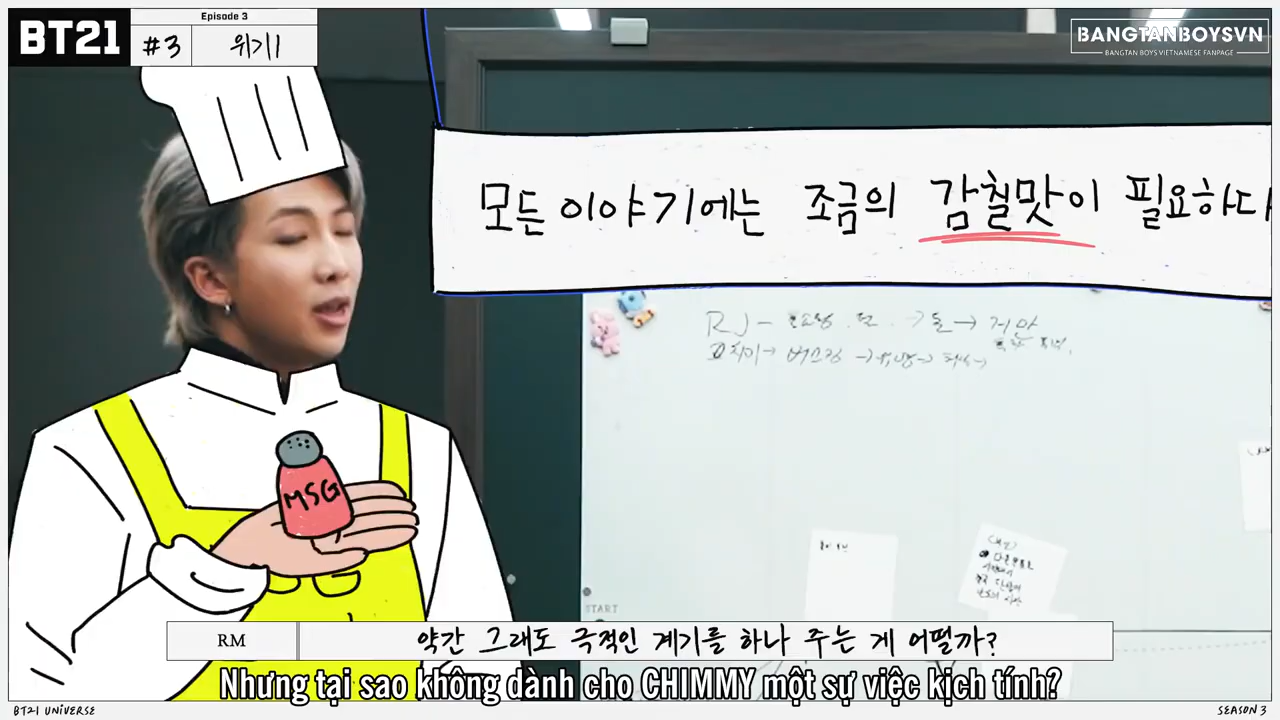 BT21
Episode 3
#3 위기1
BANGTANBOYSVN
BANGTAN BOYS VIETNAMESE FANPAGE
모든 이야기에는 조금의 감칠맛이 필요하다
RJ -
MSG
START
RM
약간 그래도 극적인 계기를 하나 주는 게 어떨까?
Nhưng tại sao không dành cho CHIMMY một sự việc kịch tính?
BT21 UNIVERSE
SEASON 3